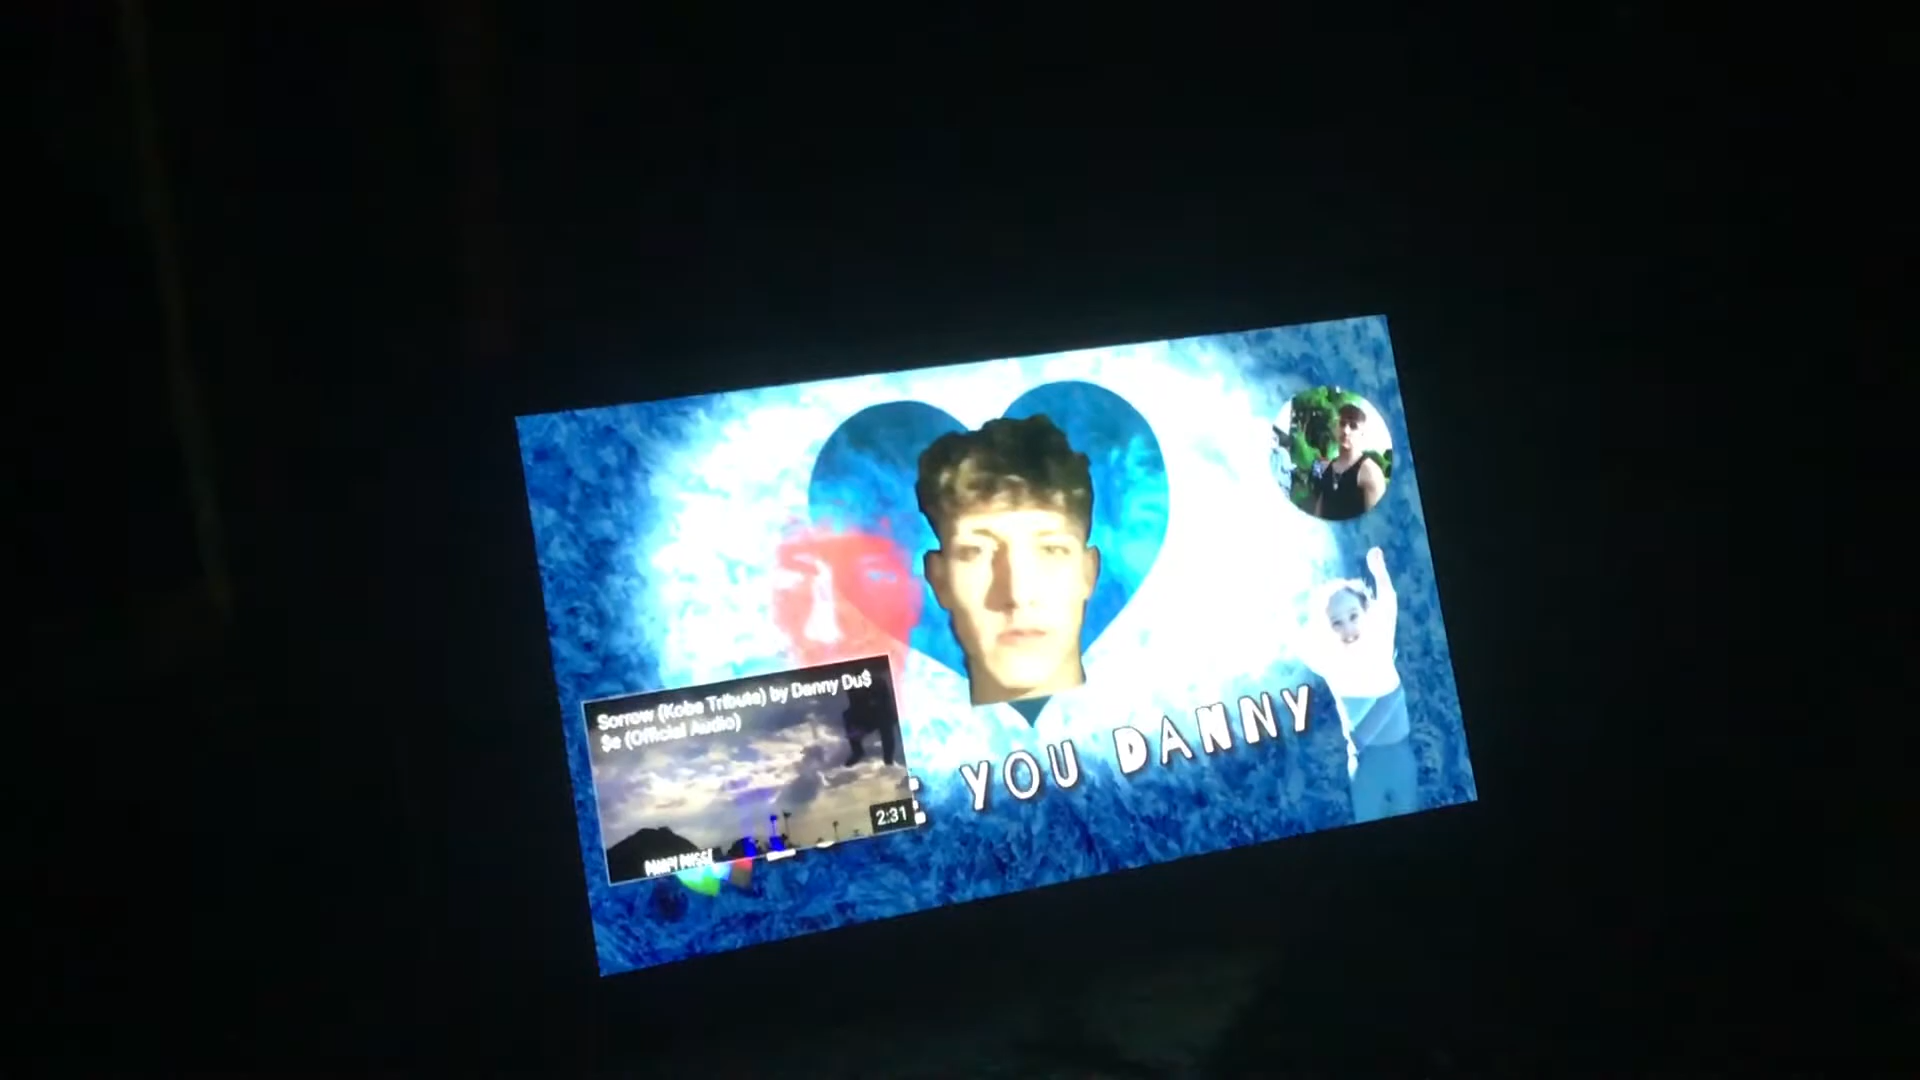 Sorrow (Kobe Tribute) by Danny Du$
$e (Official Audio)
2:31
YOU DANNY